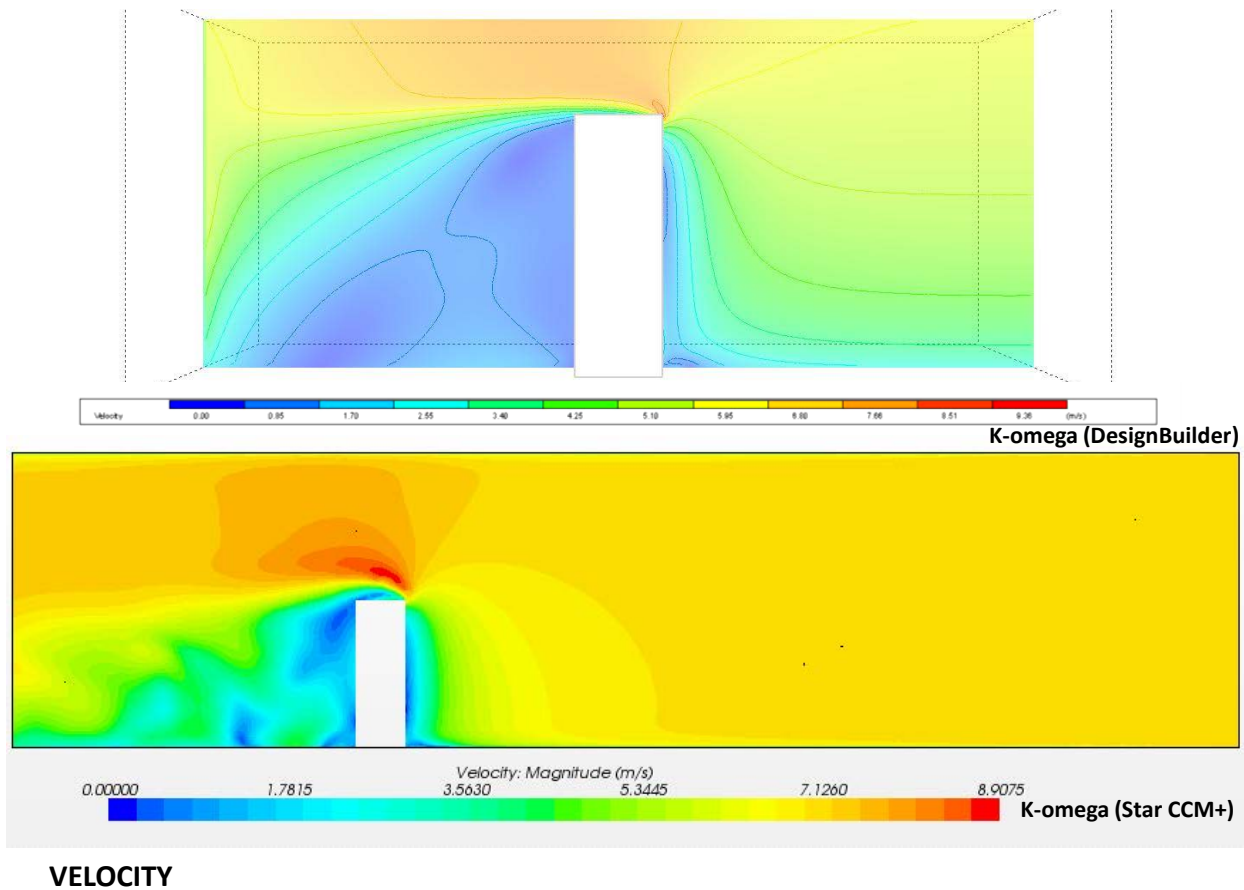 Velocity 0.00 0.85 1.70 2.55 3.40 4.25 5.10 5.95 6.80 7.66 8.51 9.36 (m/s)
K-omega (DesignBuilder)
Velocity: Magnitude (m/s)
0.00000 1.7815 3.5630 5.3445 7.1260 8.9075
K-omega (Star CCM+)
VELOCITY